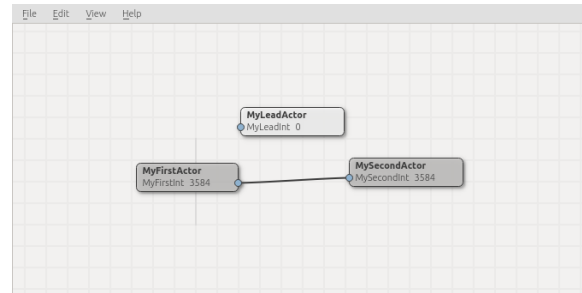 File Edit View Help
MyLeadActor
MyLeadInt 0
MyFirstActor
MyFirstInt 3584
MySecondActor
MySecondInt 3584